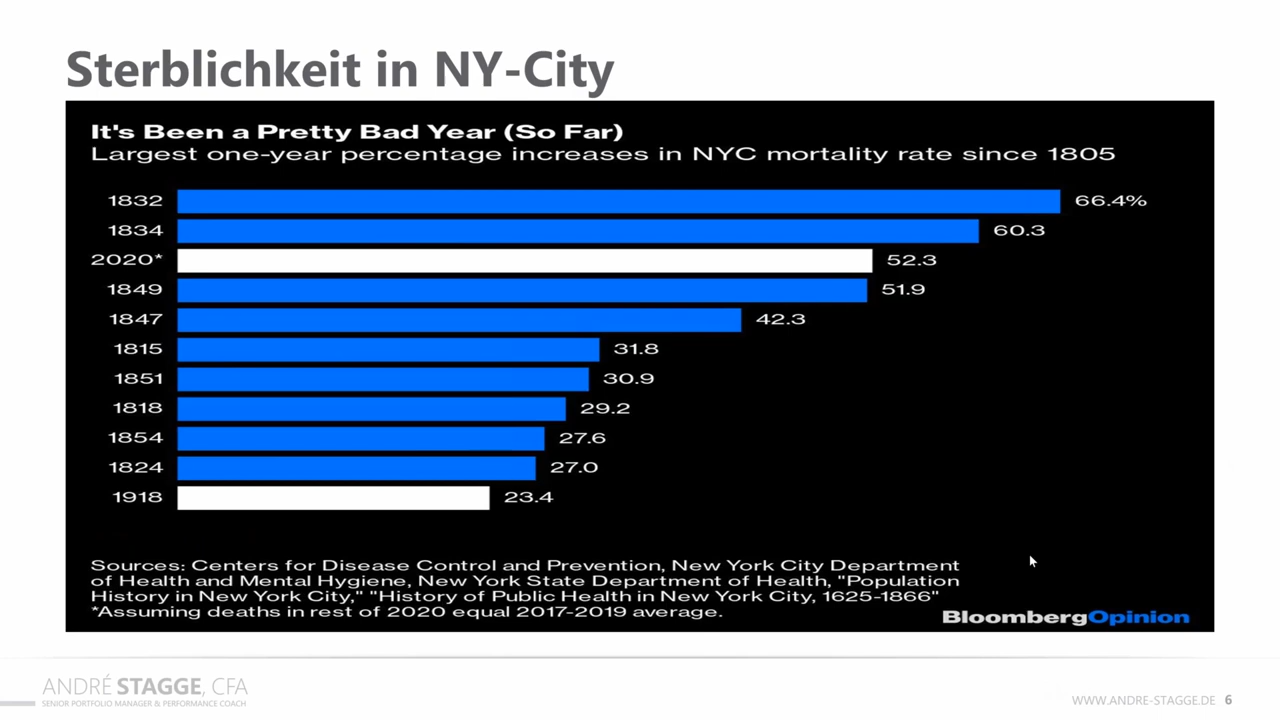 Sterblichkeit in NY-City
It's Been a Pretty Bad Year (So Far)
Largest one-year percentage increases in NYC mortality rate since 1805
1832 66.4%
1834 60.3
2020* 52.3
1849 51.9
1847 42.3
1815 31.8
1851 30.9
1818 29.2
1854 27.6
1824 27.0
1918 23.4
Sources: Centers for Disease Control and Prevention, New York City Department
of Health and Mental Hygiene, New York State Department of Health, "Population
History in New York City," "History of Public Health in New York City, 1625-1866"
*Assuming deaths in rest of 2020 equal 2017-2019 average.
BloombergOpinion
ANDRÉ STAGGE, CFA
SENIOR PORTFOLIO MANAGER & PERFORMANCE COACH
WWW.ANDRE-STAGGE.DE 6